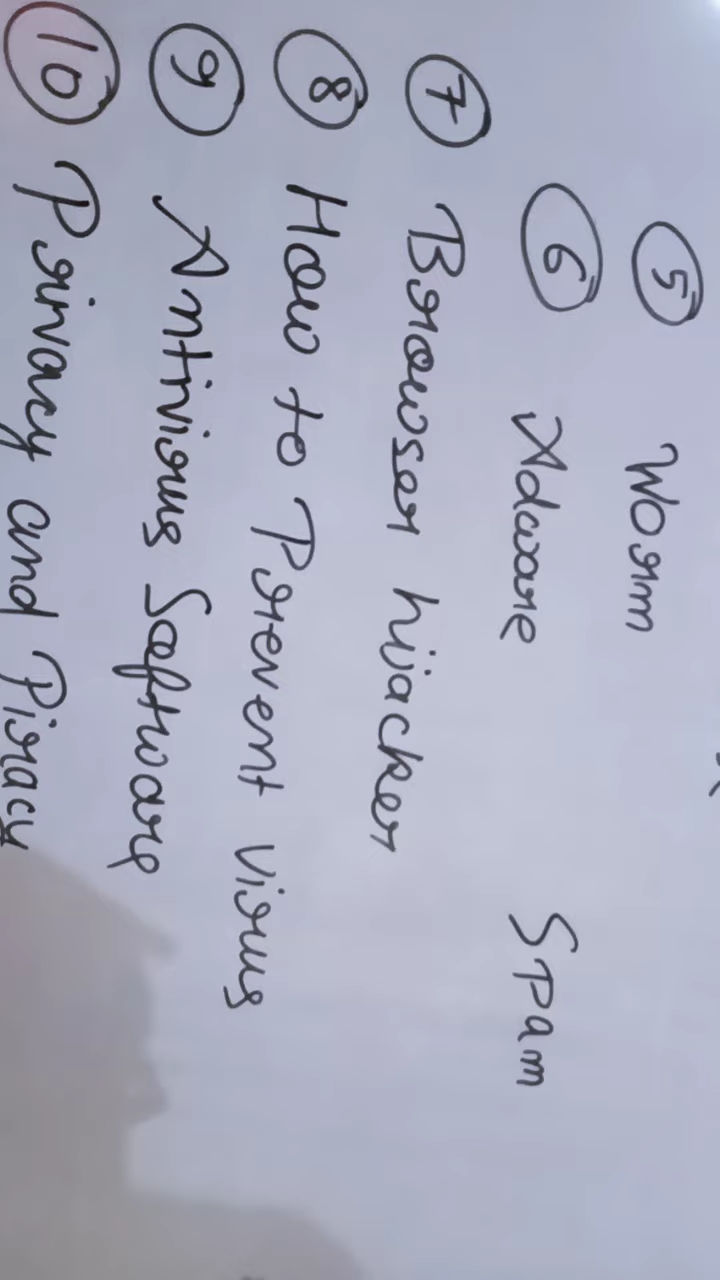 5 Worm
6 Adware Spam
7 Browser hijacker
8 How to Prevent Virus
9 Antivirus Software
10 Privacy and Piracy